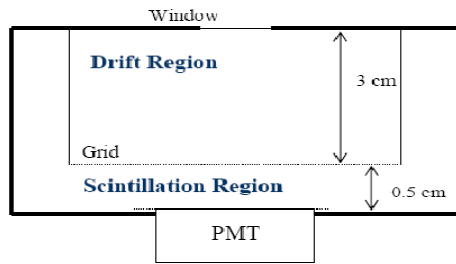 Window
Drift Region
3 cm
Grid
Scintillation Region
0.5 cm
PMT